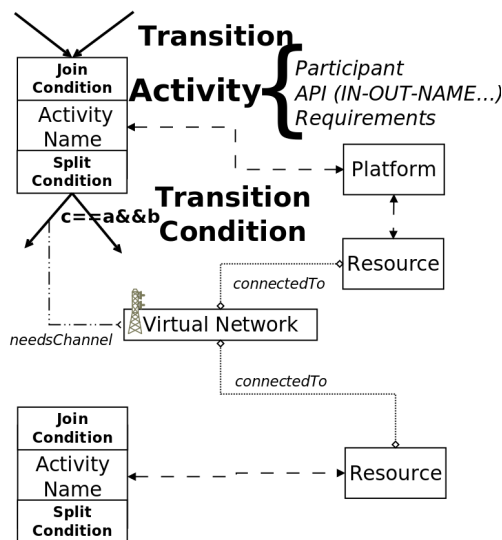 Transition
Join
Condition
Activity
Participant
API (IN-OUT-NAME...)
Requirements
Activity
Name
Split
Condition
Platform
Transition
Condition
c==a&&b
Resource
connectedTo
Virtual Network
needsChannel
connectedTo
Join
Condition
Activity
Name
Resource
Split
Condition